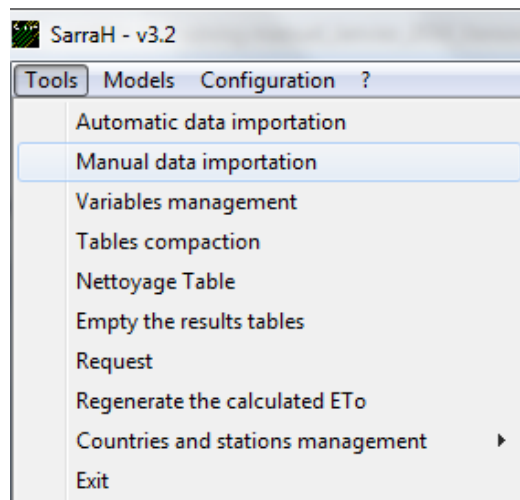 SarraH - v3.2
Tools Models Configuration ?
Automatic data importation
Manual data importation
Variables management
Tables compaction
Nettoyage Table
Empty the results tables
Request
Regenerate the calculated ETo
Countries and stations management
Exit